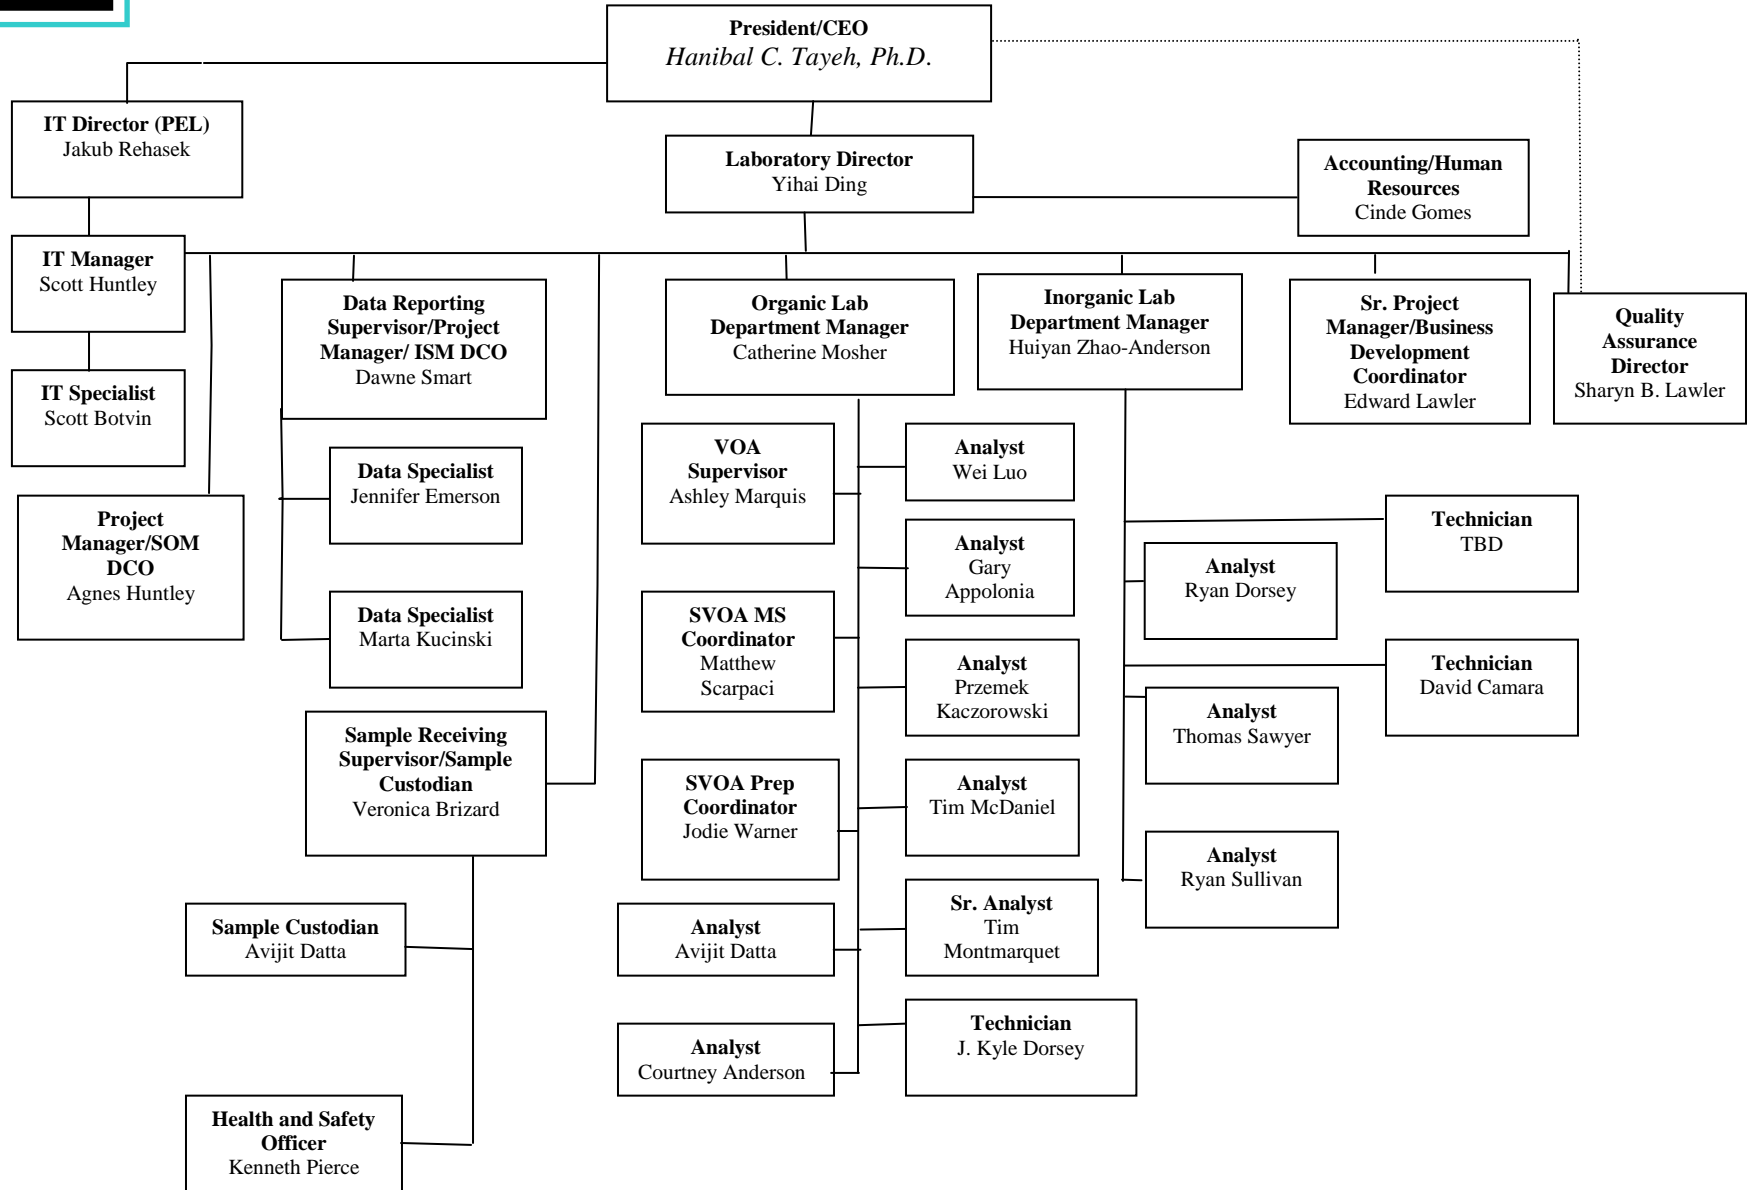 President/CEO
Hanibal C. Tayeh, Ph.D.
IT Director (PEL)
Jakub Rehasek
Laboratory Director
Yihai Ding
Accounting/Human
Resources
Cinde Gomes
IT Manager
Scott Huntley
IT Specialist
Scott Botvin
Project
Manager/SOM
DCO
Agnes Huntley
Data Reporting
Supervisor/Project
Manager/ ISM DCO
Dawne Smart
Data Specialist
Jennifer Emerson
Data Specialist
Marta Kucinski
Sample Receiving
Supervisor/Sample
Custodian
Veronica Brizard
Sample Custodian
Avijit Datta
Health and Safety
Officer
Kenneth Pierce
Organic Lab
Department Manager
Catherine Mosher
VOA
Supervisor
Ashley Marquis
SVOA MS
Coordinator
Matthew
Scarpaci
SVOA Prep
Coordinator
Jodie Warner
Analyst
Avijit Datta
Analyst
Courtney Anderson
Analyst
Wei Luo
Analyst
Gary
Appolonia
Analyst
Przemek
Kaczorowski
Analyst
Tim McDaniel
Sr. Analyst
Tim
Montmarquet
Technician
J. Kyle Dorsey
Inorganic Lab
Department Manager
Huiyan Zhao-Anderson
Technician
TBD
Analyst
Ryan Dorsey
Technician
David Camara
Analyst
Thomas Sawyer
Analyst
Ryan Sullivan
Sr. Project
Manager/Business
Development
Coordinator
Edward Lawler
Quality
Assurance
Director
Sharyn B. Lawler